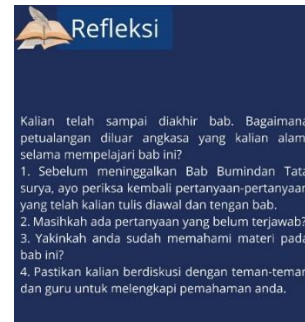 Refleksi
Kalian telah sampai diakhir bab. Bagaimana
petualangan diluar angkasa yang kalian alami
selama mempelajari bab ini?
1. Sebelum meninggalkan Bab Bumindan Tata
surya, ayo periksa kembali pertanyaan-pertanyaan
yang telah kalian tulis diawal dan tengan bab.
2. Masihkah ada pertanyaan yang belum terjawab?
3. Yakinkah anda sudah memahami materi pada
bab ini?
4. Pastikan kalian berdiskusi dengan teman-teman
dan guru untuk melengkapi pemahaman anda.